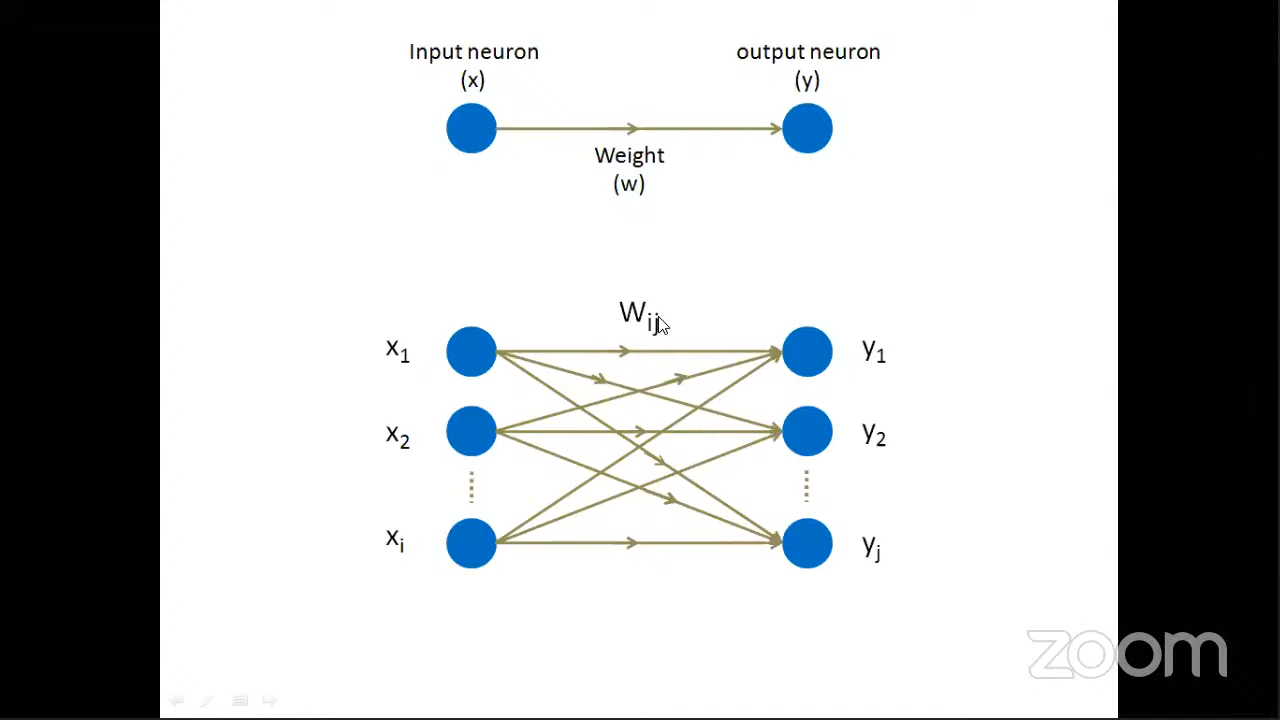 Input neuron
(x)
output neuron
(y)
Weight
(w)
Wij
x1
y1
x2
y2
xi
yj
zoom